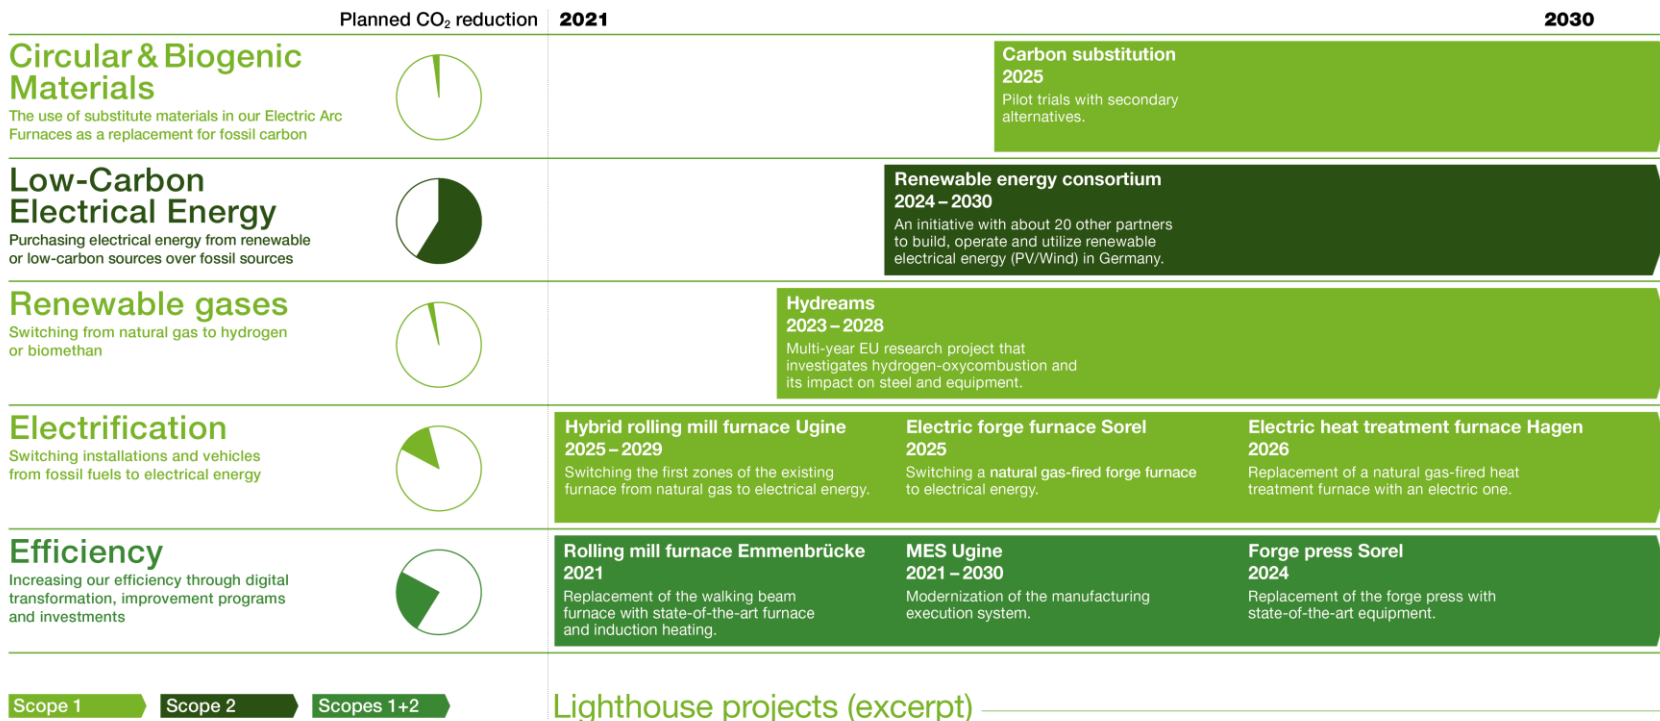 Planned CO₂ reduction
2021
2030
Circular & Biogenic
Materials
The use of substitute materials in our Electric Arc
Furnaces as a replacement for fossil carbon
Carbon substitution
2025
Pilot trials with secondary
alternatives.
Low-Carbon
Electrical Energy
Purchasing electrical energy from renewable
or low-carbon sources over fossil sources
Renewable energy consortium
2024 – 2030
An initiative with about 20 other partners
to build, operate and utilize renewable
electrical energy (PV/Wind) in Germany.
Renewable gases
Switching from natural gas to hydrogen
or biomethan
Hydreams
2023 – 2028
Multi-year EU research project that
investigates hydrogen-oxycombustion and
its impact on steel and equipment.
Electrification
Switching installations and vehicles
from fossil fuels to electrical energy
Hybrid rolling mill furnace Ugine
2025 – 2029
Switching the first zones of the existing
furnace from natural gas to electrical energy.
Electric forge furnace Sorel
2025
Switching a natural gas-fired forge furnace
to electrical energy.
Electric heat treatment furnace Hagen
2026
Replacement of a natural gas-fired heat
treatment furnace with an electric one.
Efficiency
Increasing our efficiency through digital
transformation, improvement programs
and investments
Rolling mill furnace Emmenbrücke
2021
Replacement of the walking beam
furnace with state-of-the-art furnace
and induction heating.
MES Ugine
2021 – 2030
Modernization of the manufacturing
execution system.
Forge press Sorel
2024
Replacement of the forge press with
state-of-the-art equipment.
Scope 1
Scope 2
Scopes 1+2
Lighthouse projects (excerpt)